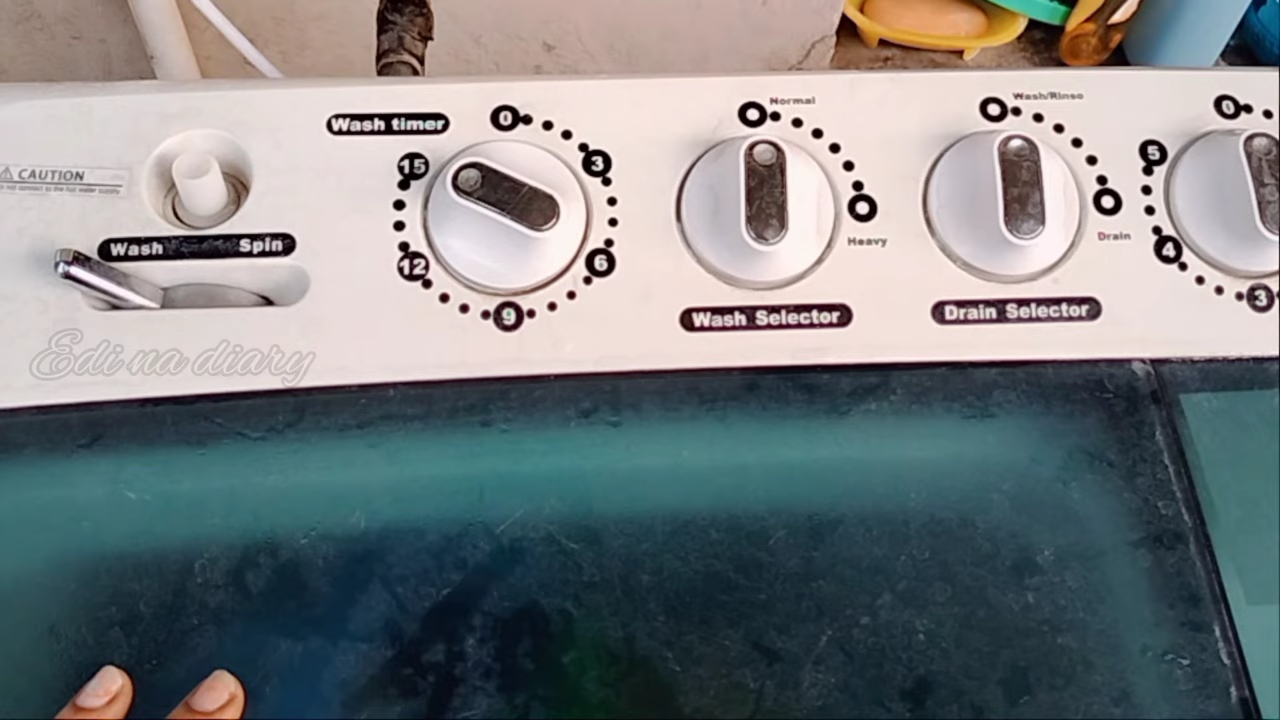 CAUTION
Wash Spin
Wash timer
0
3
6
9
12
15
Normal
Heavy
Wash Selector
Wash/Rinse
Drain
Drain Selector
0
5
4
3
Edi na diary